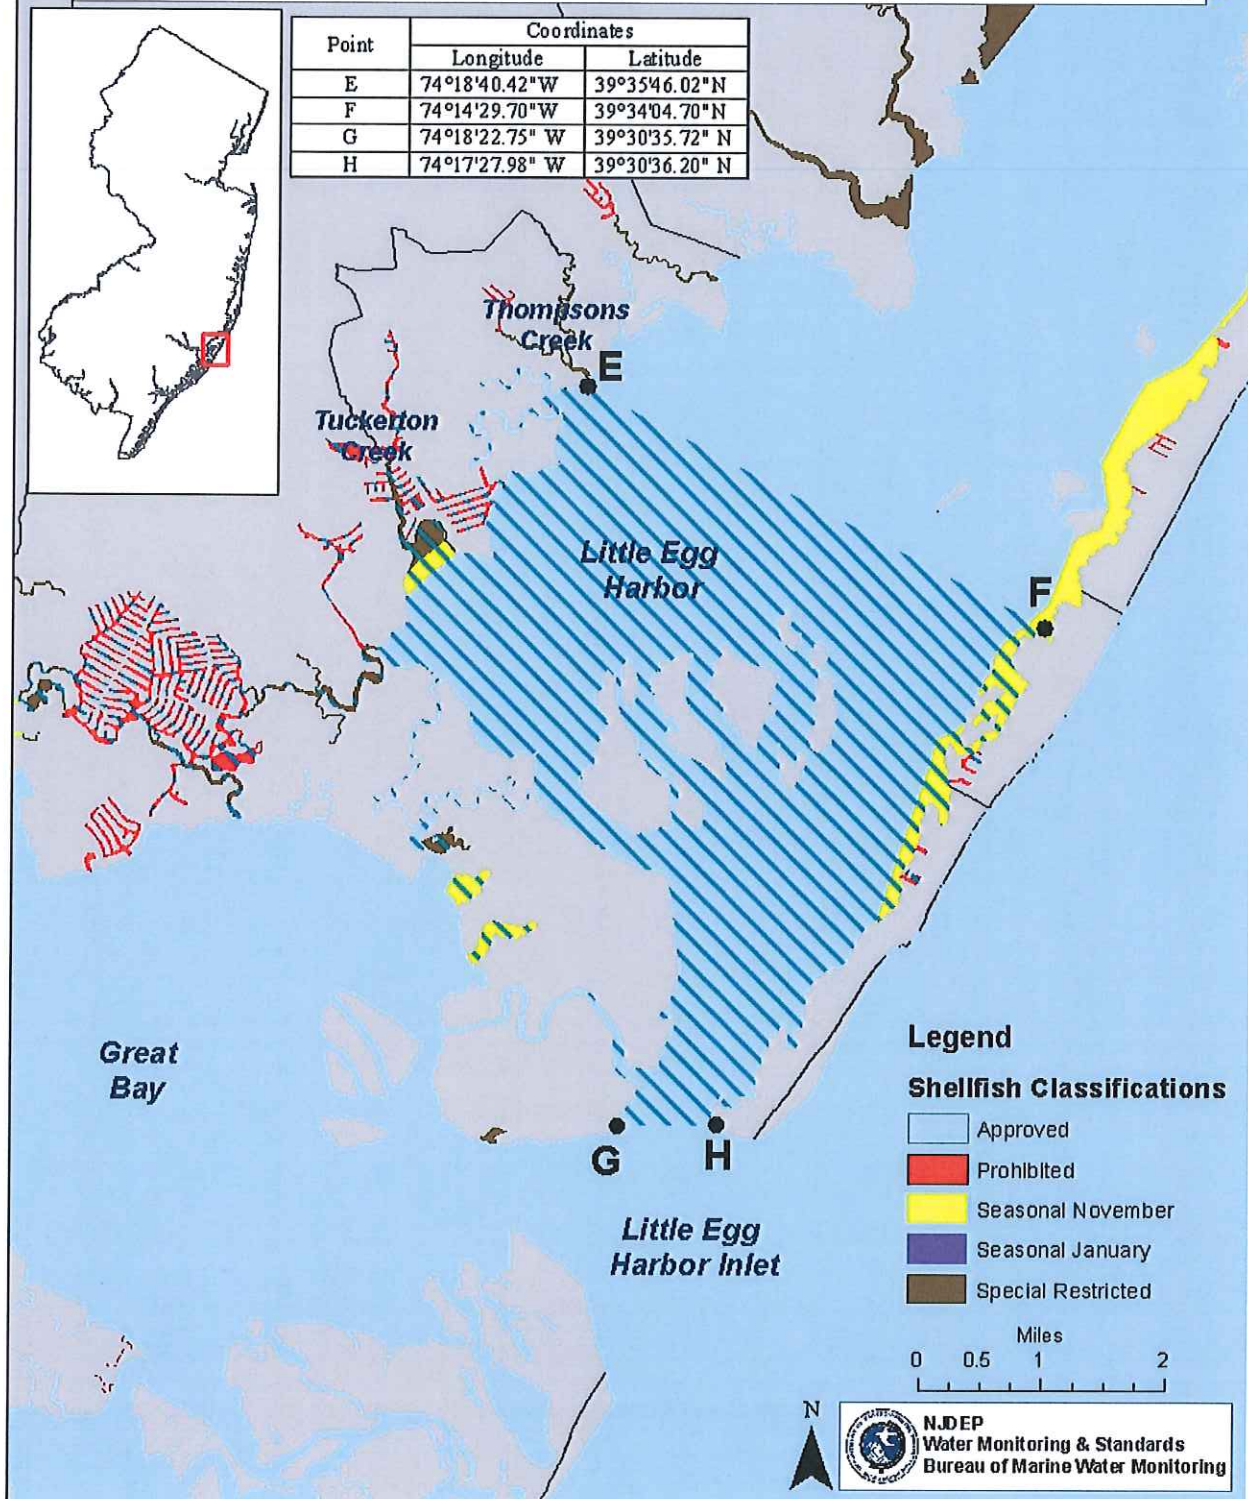 Point
Coordinates
Longitude Latitude
E 74°18'40.42"W 39°35'46.02"N
F 74°14'29.70"W 39°34'04.70"N
G 74°18'22.75" W 39°30'35.72" N
H 74°17'27.98" W 39°30'36.20" N
Thompsons
Creek
E
Tuckerton
Creek
Little Egg
Harbor
F
Great
Bay
G H
Little Egg
Harbor Inlet
Legend
Shellfish Classifications
Approved
Prohibited
Seasonal November
Seasonal January
Special Restricted
Miles
0 0.5 1 2
N
NJDEP
Water Monitoring & Standards
Bureau of Marine Water Monitoring